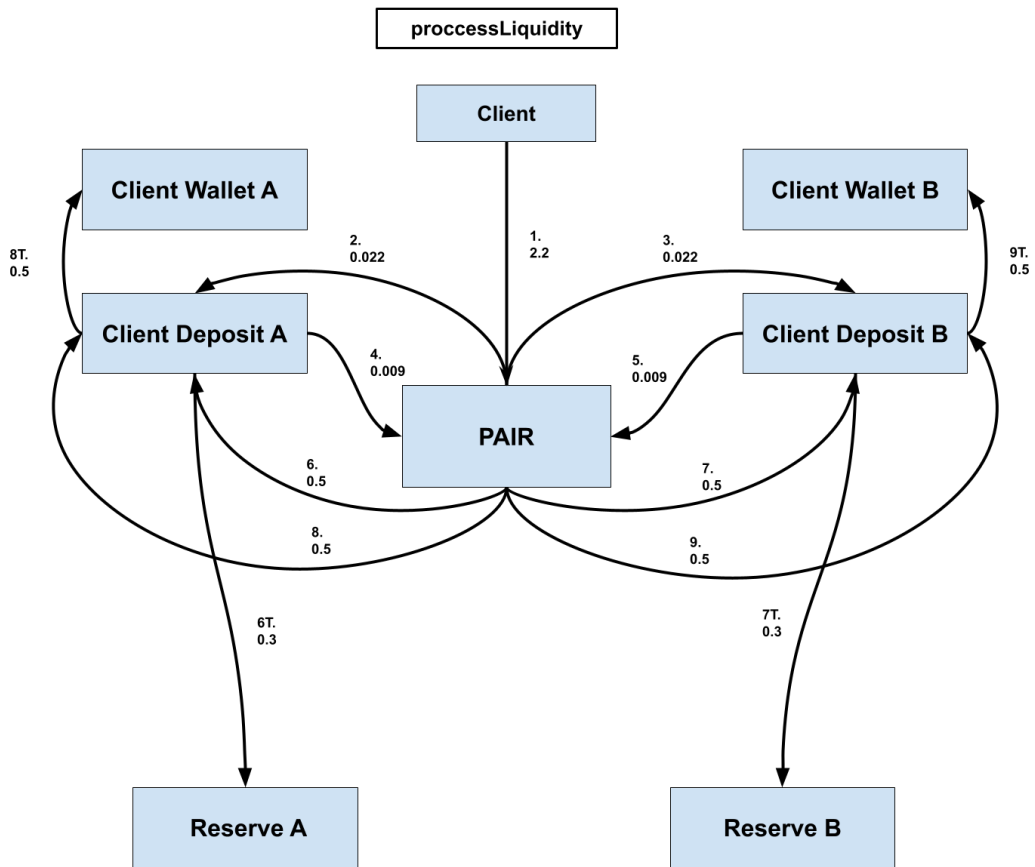 proccessLiquidity
Client
Client Wallet A
Client Wallet B
2.
0.022
1.
2.2
3.
0.022
8T.
0.5
9T.
0.5
Client Deposit A
Client Deposit B
4.
0.009
5.
0.009
PAIR
6.
0.5
7.
0.5
8.
0.5
9.
0.5
6T.
0.3
7T.
0.3
Reserve A
Reserve B